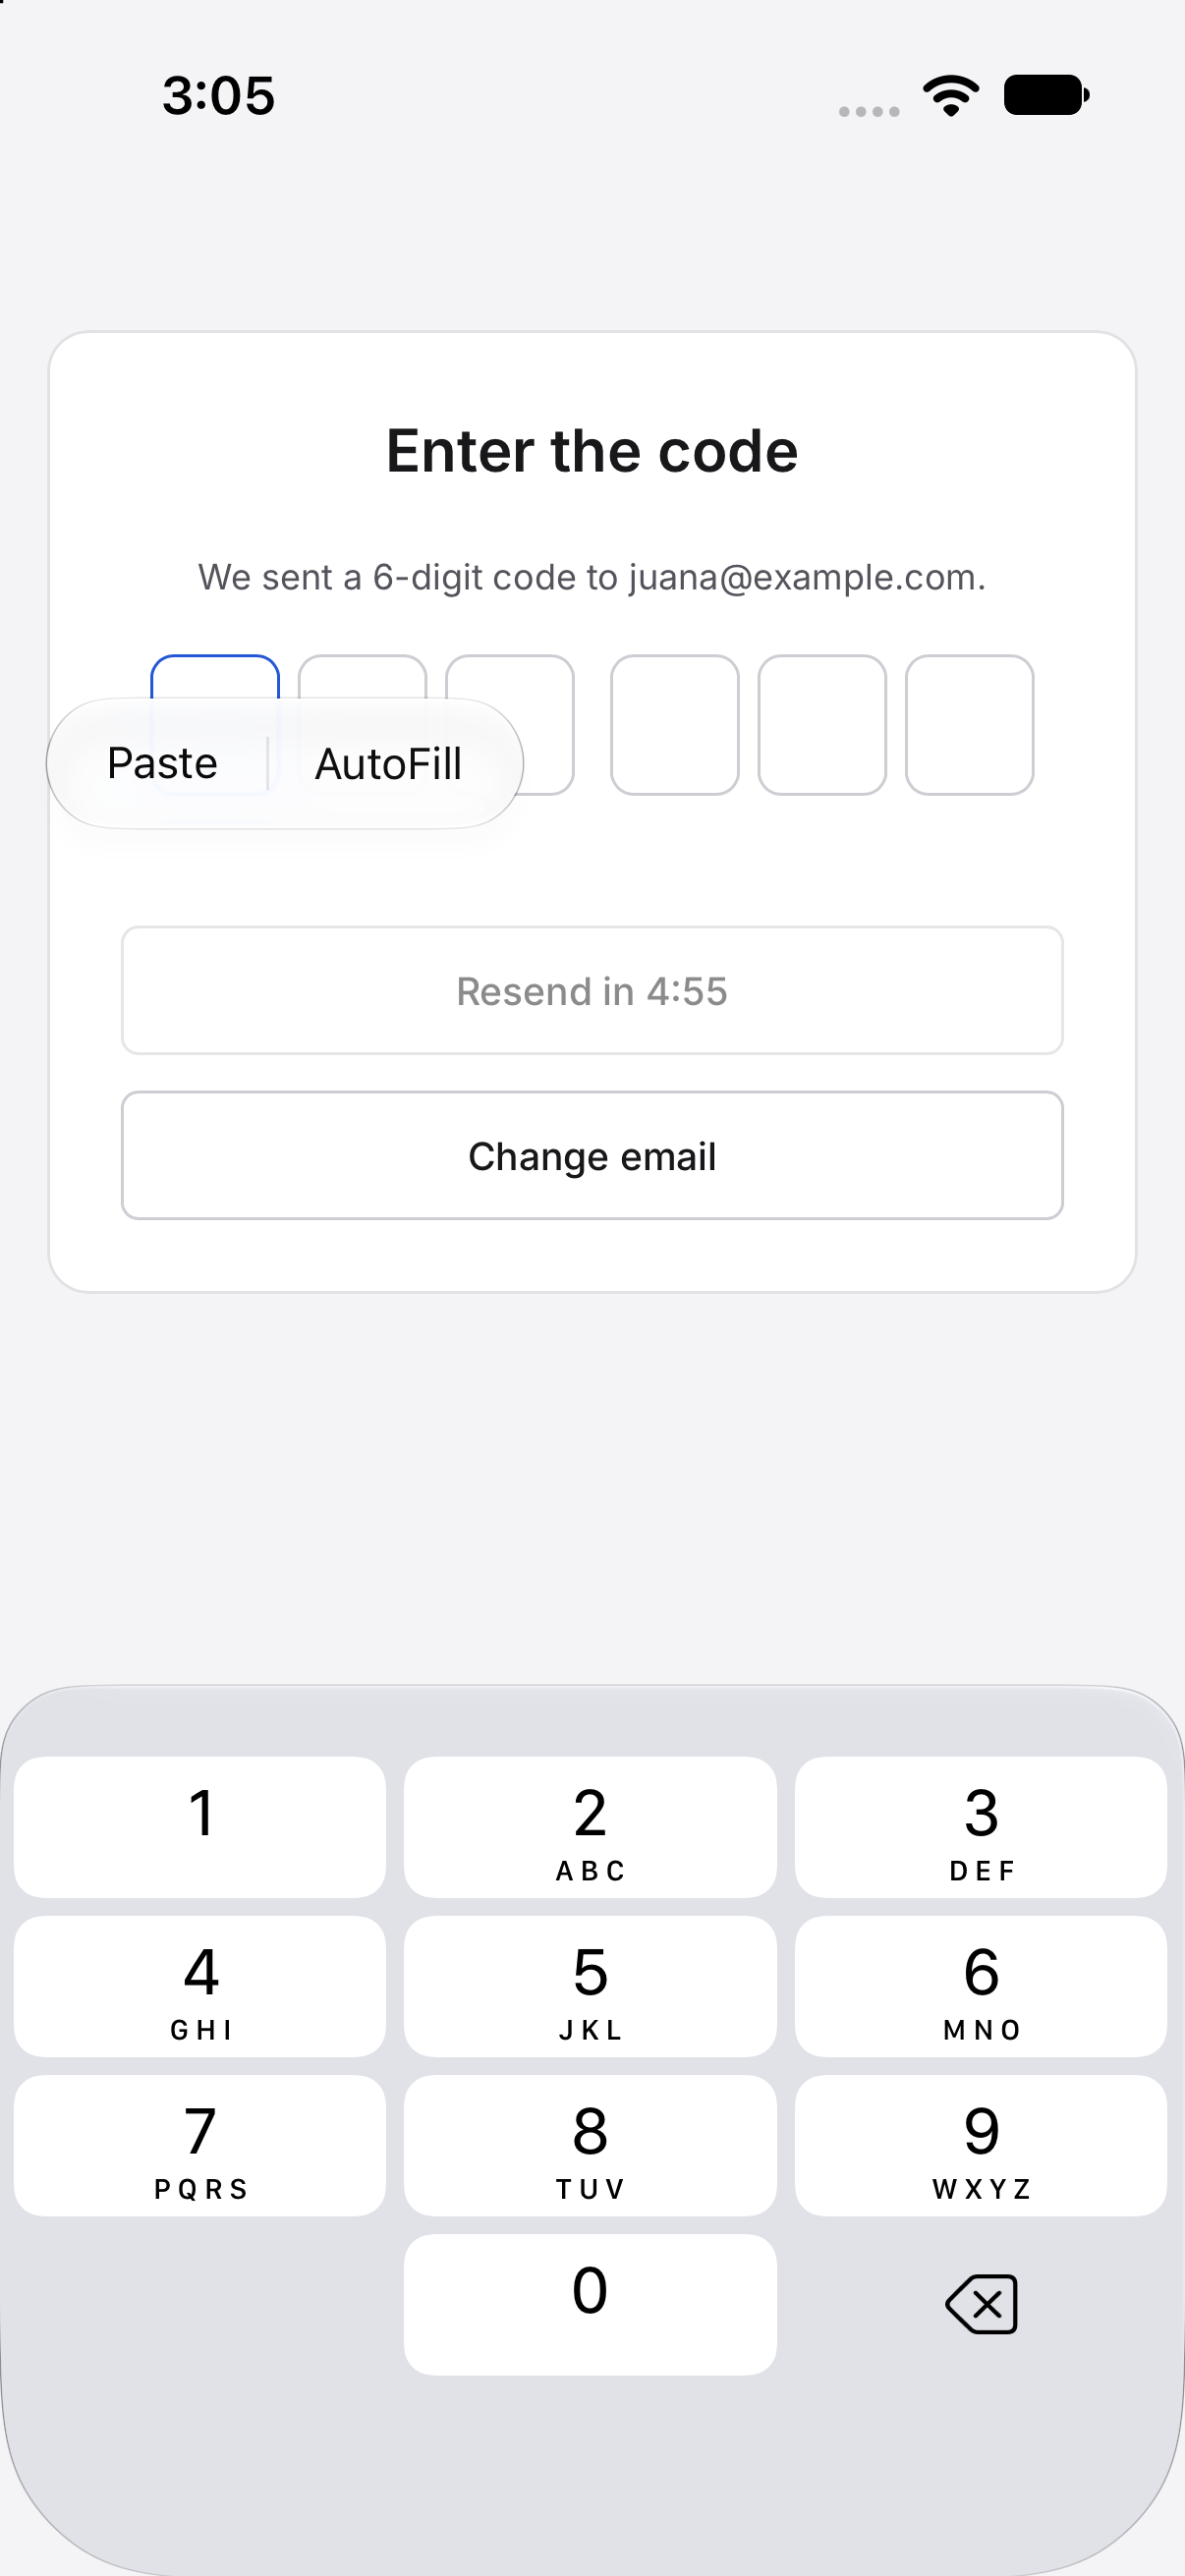 3:05
Enter the code
We sent a 6-digit code to juana@example.com.
Paste
AutoFill
Resend in 4:55
Change email
1
2
3
ABC
DEF
4
5
6
GHI
JKL
MNO
7
8
9
PQRS
TUV
WXYZ
0